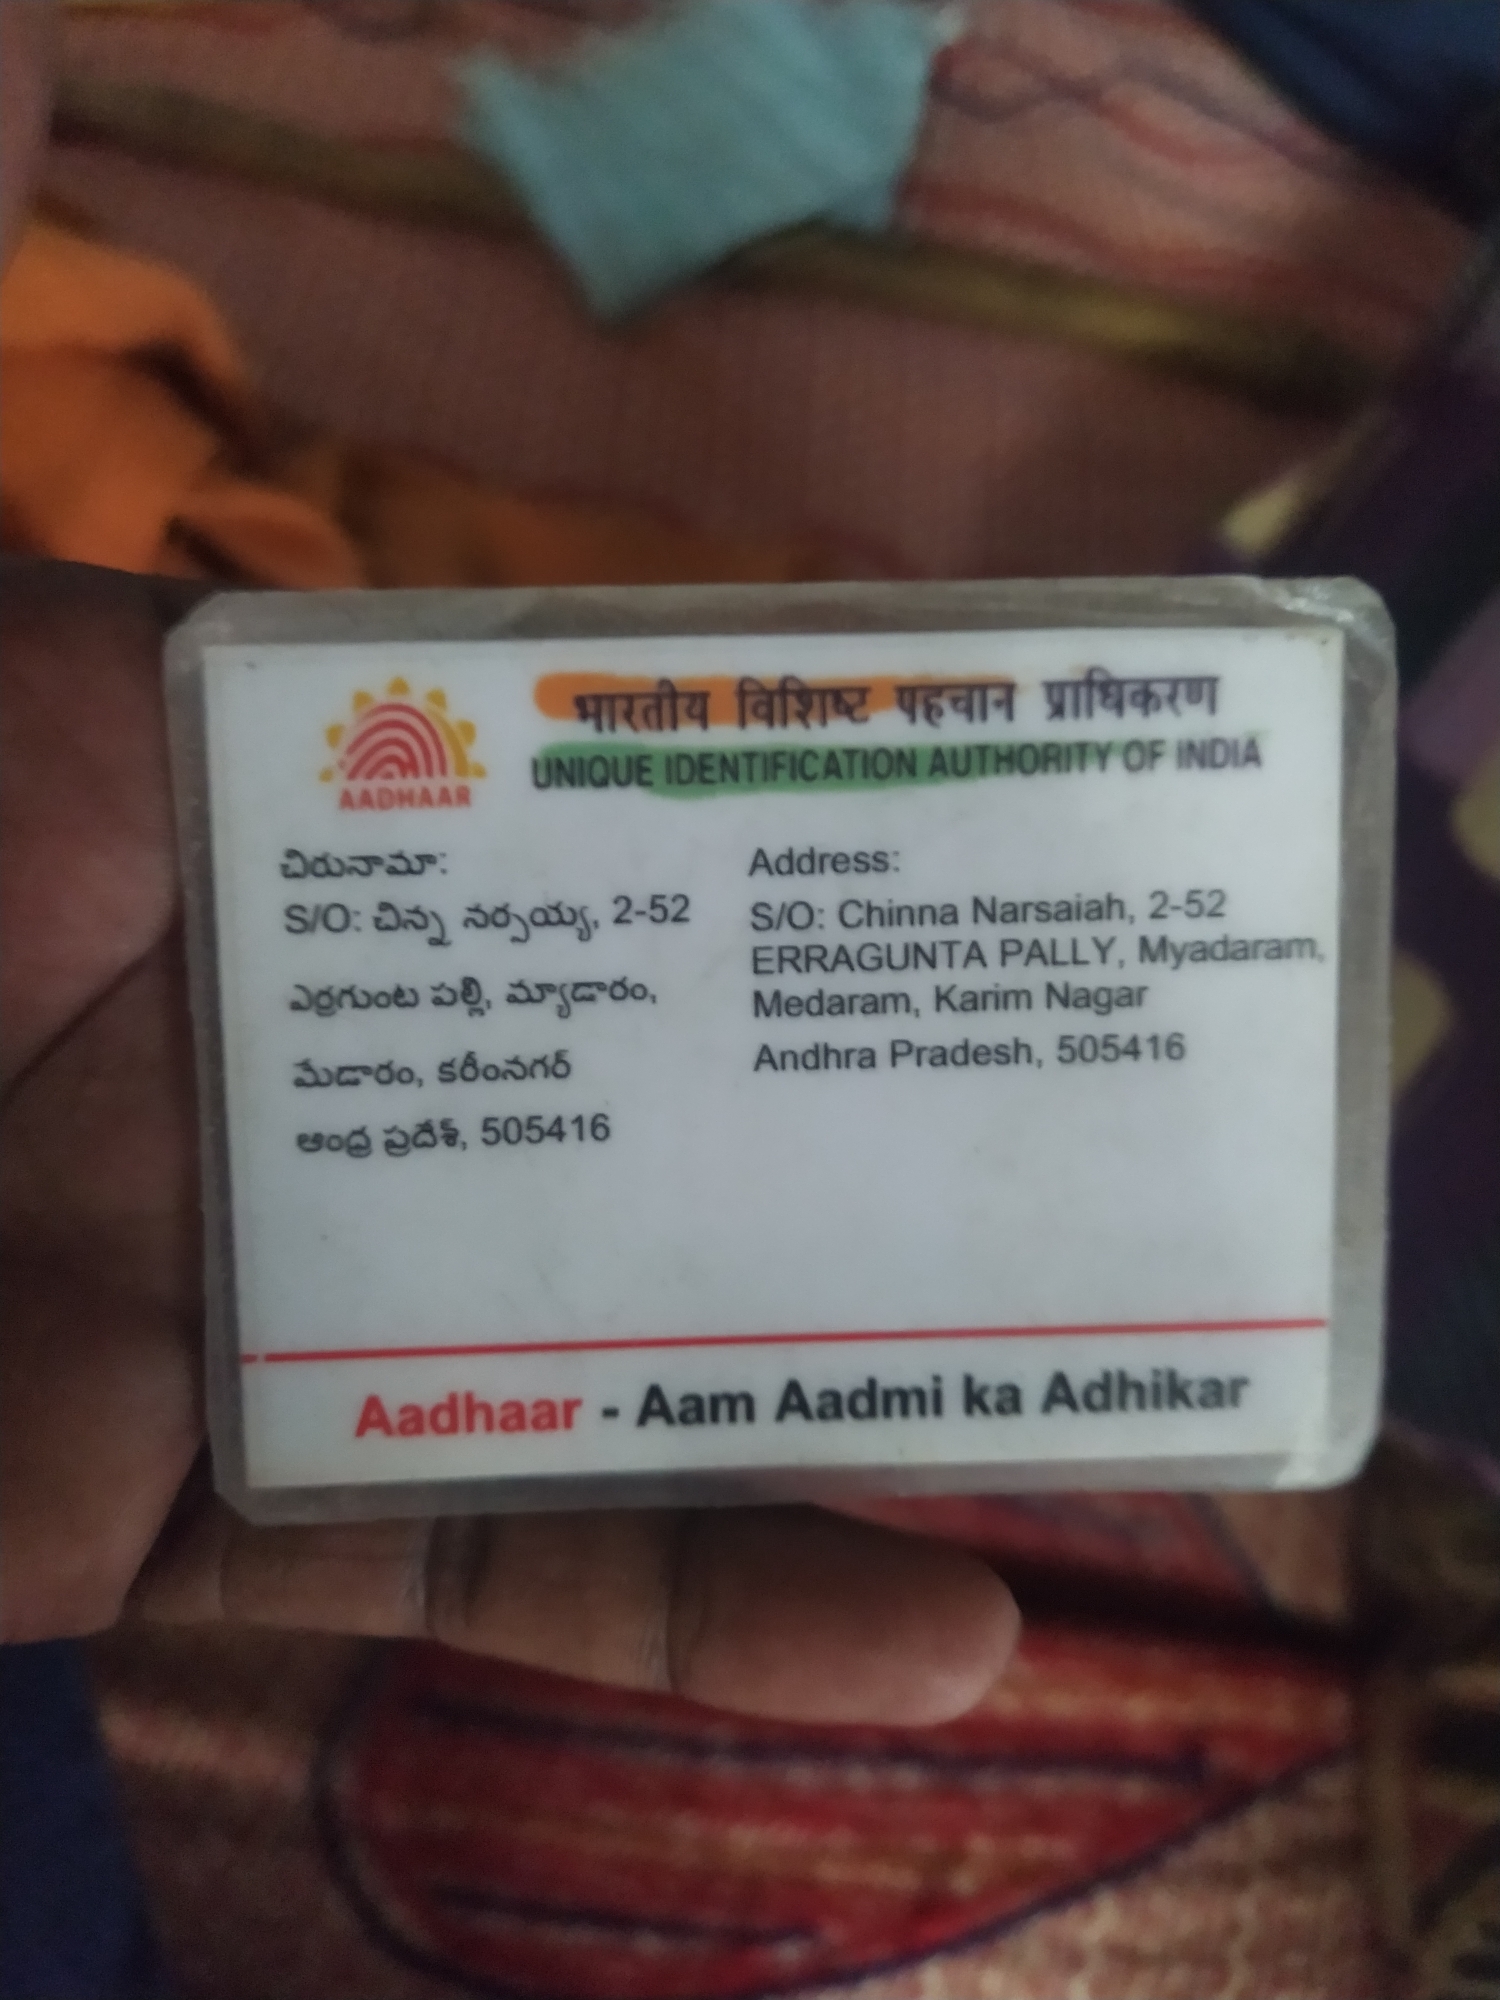 भारतीय विशिष्ट पहचान प्राधिकरण
UNIQUE IDENTIFICATION AUTHORITY OF INDIA
AADHAAR
చిరునామా:
S/O: చిన్న నర్సయ్య, 2-52
ఎర్రగుంట పల్లి, మ్యాడారం,
మేడారం, కరీంనగర్
ఆంధ్ర ప్రదేశ్, 505416
Address:
S/O: Chinna Narsaiah, 2-52
ERRAGUNTA PALLY, Myadaram,
Medaram, Karim Nagar
Andhra Pradesh, 505416
Aadhaar - Aam Aadmi ka Adhikar